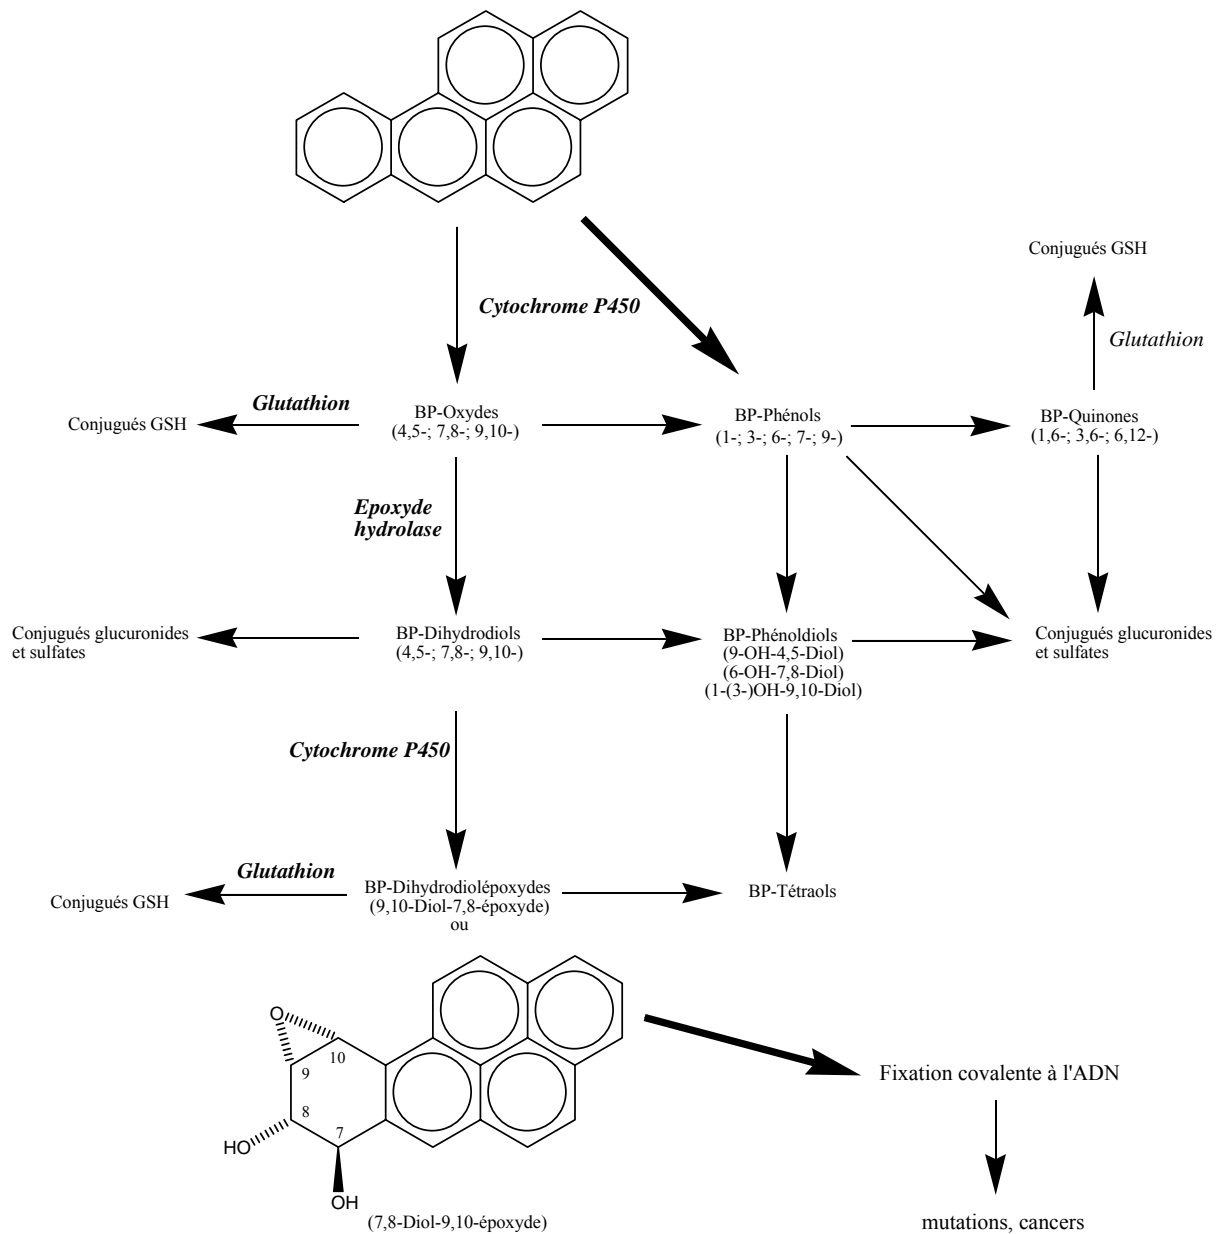 Conjugués GSH
Cytochrome P450
Glutathion
Glutathion
Conjugués GSH
BP-Oxydes
(4,5-; 7,8-; 9,10-)
BP-Phénols
(1-; 3-; 6-; 7-; 9-)
BP-Quinones
(1,6-; 3,6-; 6,12-)
Epoxyde
hydrolase
Conjugués glucuronides
et sulfates
BP-Dihydrodiols
(4,5-; 7,8-; 9,10-)
BP-Phénoldiols
(9-OH-4,5-Diol)
(6-OH-7,8-Diol)
(1-(3-)OH-9,10-Diol)
Conjugués glucuronides
et sulfates
Cytochrome P450
Glutathion
Conjugués GSH
BP-Dihydrodiolépoxydes
(9,10-Diol-7,8-époxyde)
ou
BP-Tétraols
O
10
9
8
7
HO
OH
(7,8-Diol-9,10-époxyde)
Fixation covalente à l'ADN
mutations, cancers